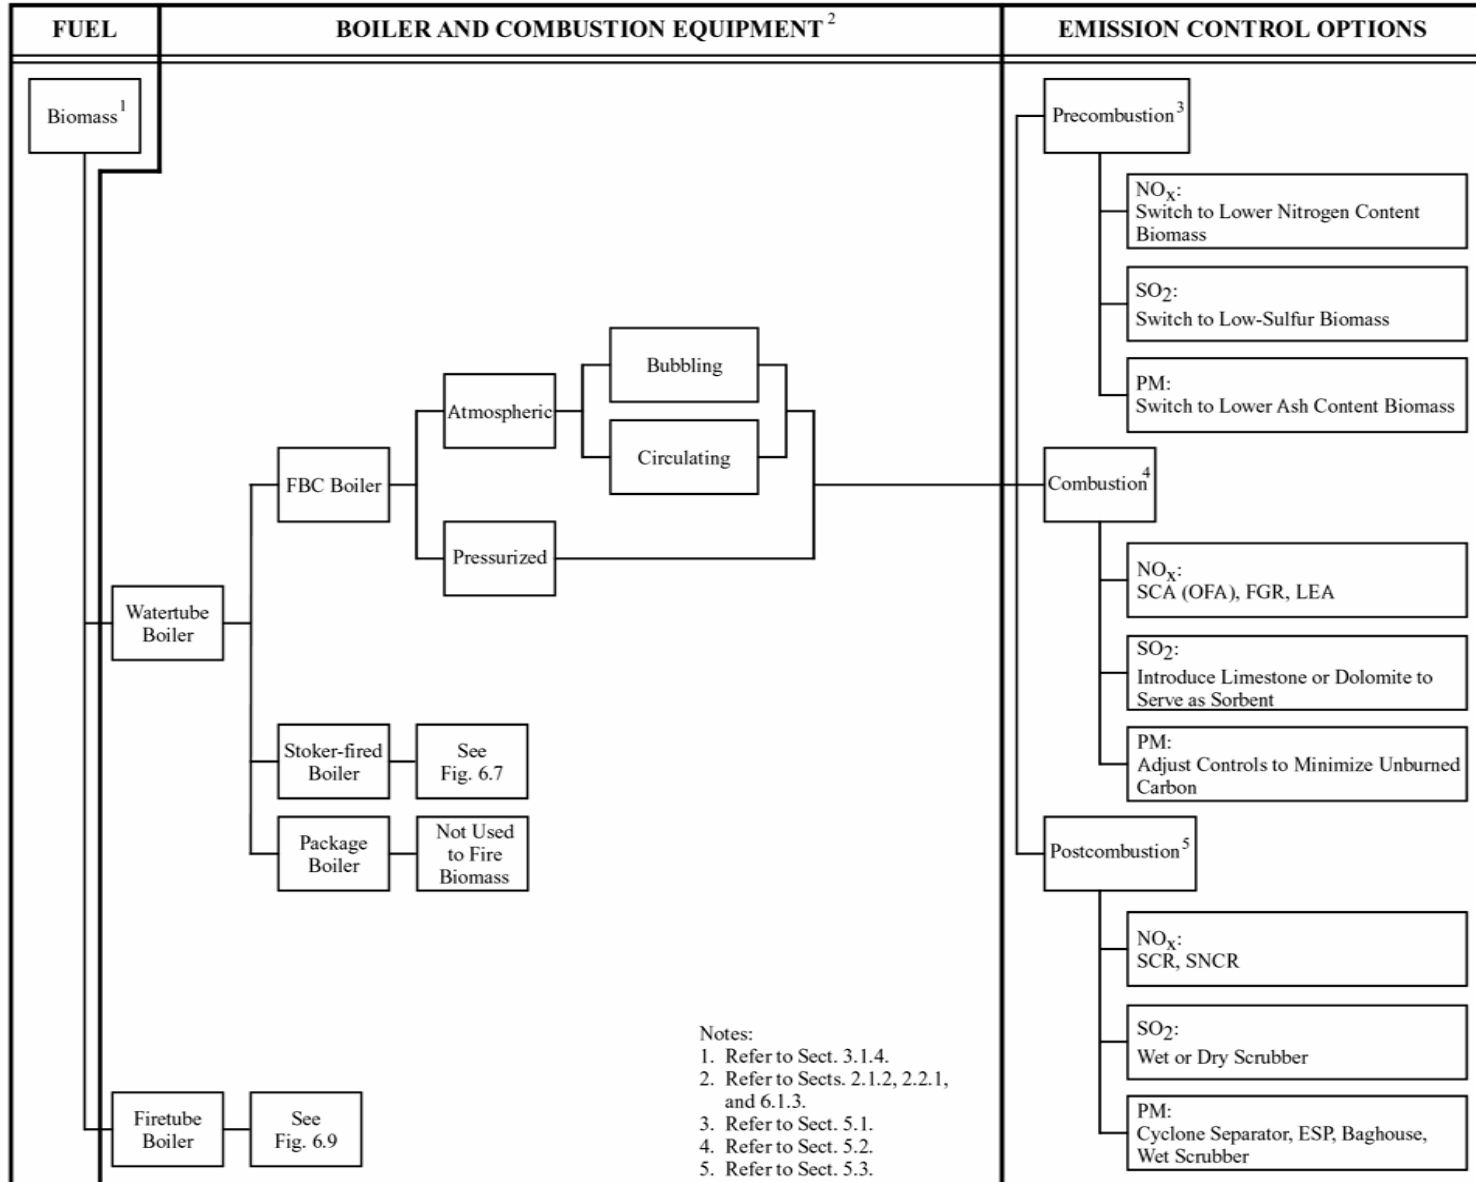 FUEL
BOILER AND COMBUSTION EQUIPMENT 2
EMISSION CONTROL OPTIONS
Biomass 1
Watertube
Boiler
FBC Boiler
Atmospheric
Bubbling
Circulating
Pressurized
Stoker-fired
Boiler
See
Fig. 6.7
Package
Boiler
Not Used
to Fire
Biomass
Firetube
Boiler
See
Fig. 6.9
Notes:
1. Refer to Sect. 3.1.4.
2. Refer to Sects. 2.1.2, 2.2.1,
and 6.1.3.
3. Refer to Sect. 5.1.
4. Refer to Sect. 5.2.
5. Refer to Sect. 5.3.
Precombustion 3
NOx:
Switch to Lower Nitrogen Content
Biomass
SO2:
Switch to Low-Sulfur Biomass
PM:
Switch to Lower Ash Content Biomass
Combustion 4
NOx:
SCA (OFA), FGR, LEA
SO2:
Introduce Limestone or Dolomite to
Serve as Sorbent
PM:
Adjust Controls to Minimize Unburned
Carbon
Postcombustion 5
NOx:
SCR, SNCR
SO2:
Wet or Dry Scrubber
PM:
Cyclone Separator, ESP, Baghouse,
Wet Scrubber